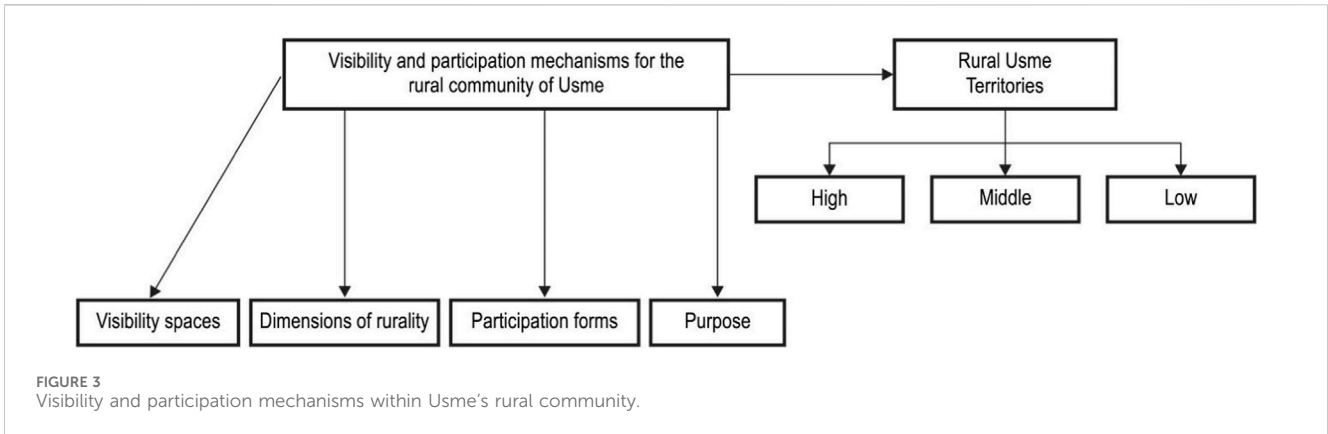 Visibility and participation mechanisms for the
rural community of Usme
Rural Usme
Territories
High
Middle
Low
Visibility spaces
Dimensions of rurality
Participation forms
Purpose
FIGURE 3
Visibility and participation mechanisms within Usme's rural community.